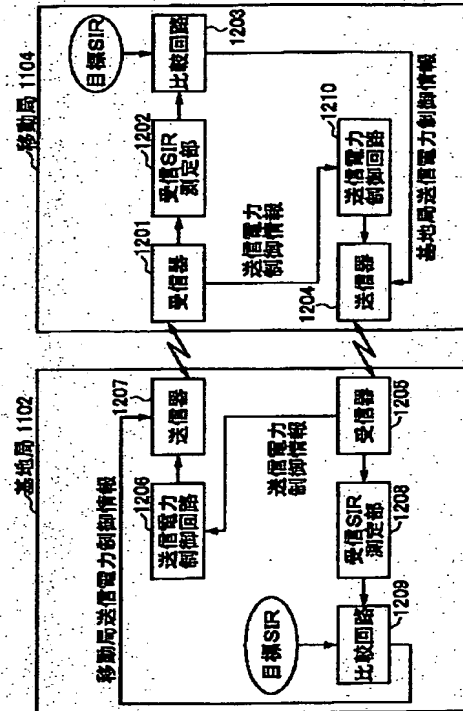 基地局 1102
移動局送信電力制御情報
1206
送信電力
制御回路
1207
送信器
目標SIR
送信電力
制御情報
1209
比較回路
1208
受信SIR
測定部
1205
受信器
移動局 1104
1201
受信器
1202
受信SIR
測定部
目標SIR
比較回路
1203
送信電力
制御情報
1204
送信器
1210
送信電力
制御回路
基地局送信電力制御情報